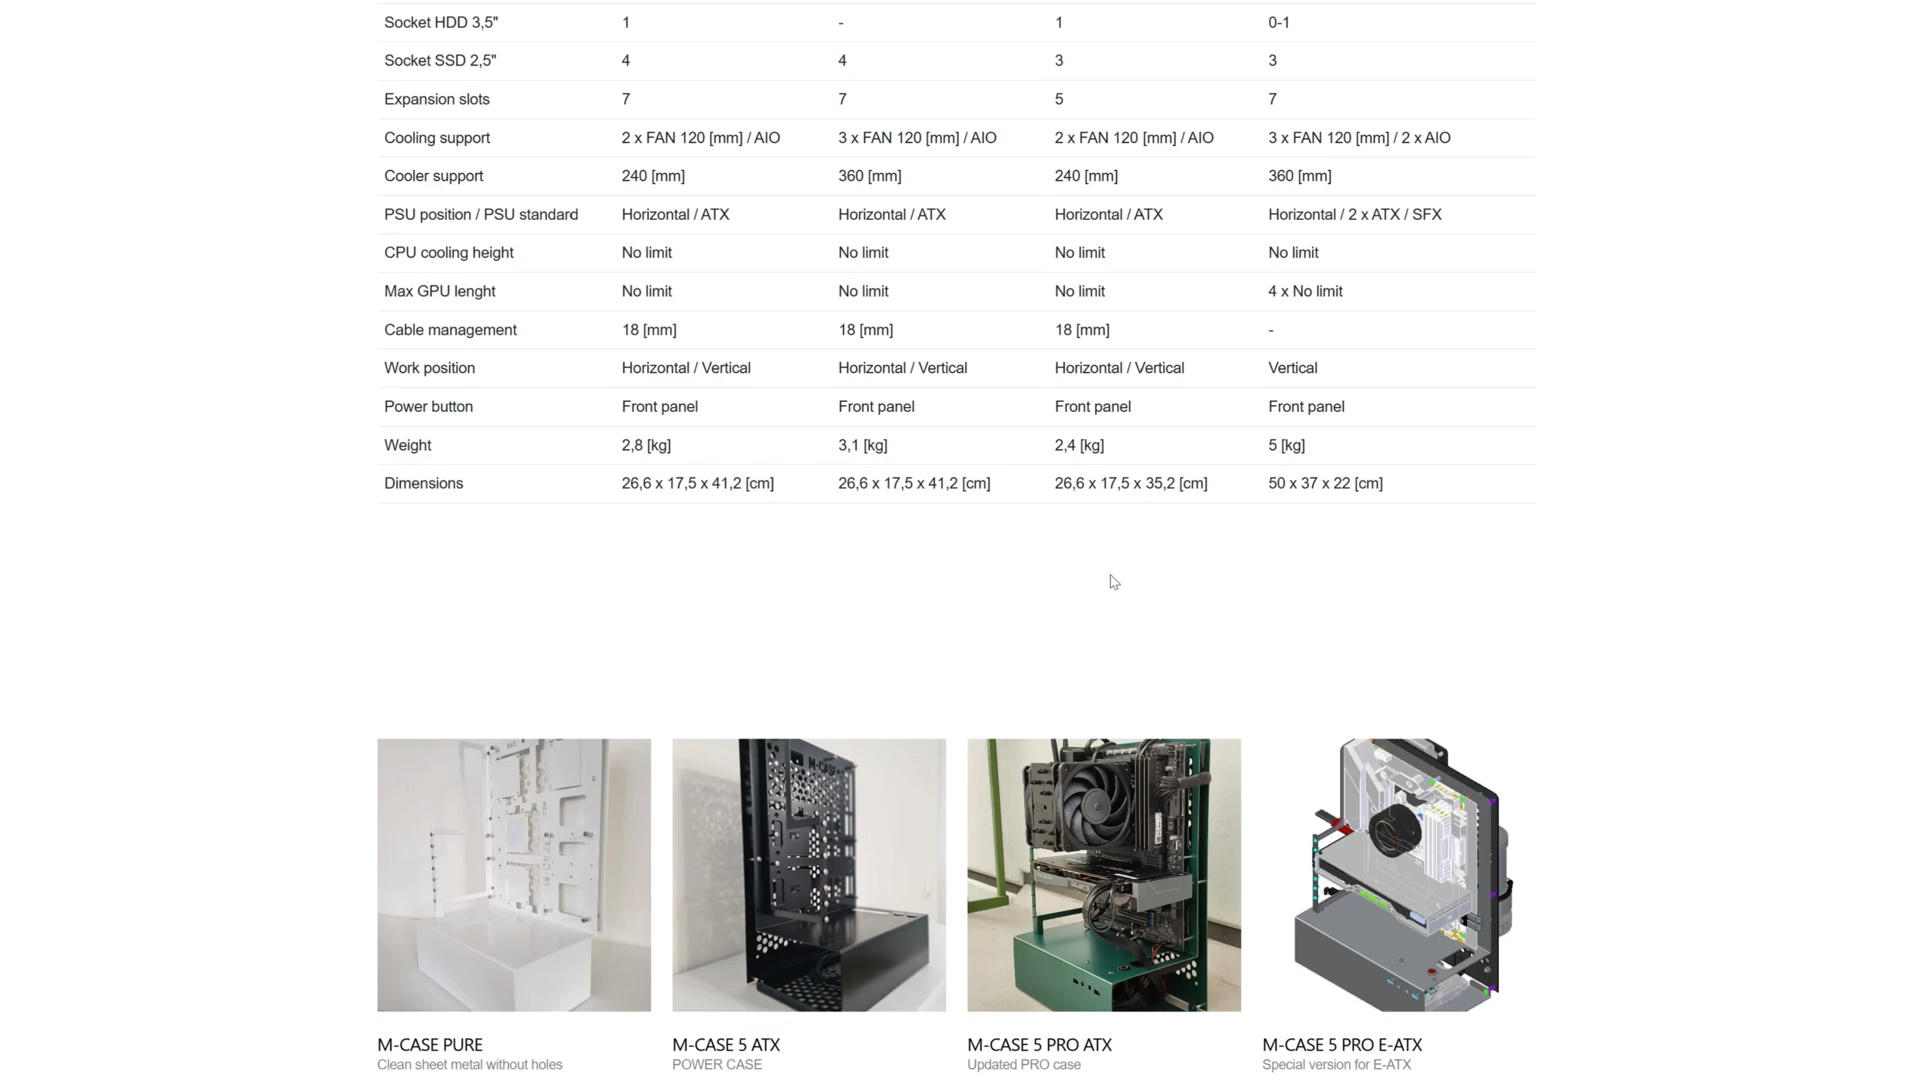 Socket HDD 3,5" 1 - 1 0-1
Socket SSD 2,5" 4 4 3 3
Expansion slots 7 7 5 7
Cooling support 2 x FAN 120 [mm] / AIO 3 x FAN 120 [mm] / AIO 2 x FAN 120 [mm] / AIO 3 x FAN 120 [mm] / 2 x AIO
Cooler support 240 [mm] 360 [mm] 240 [mm] 360 [mm]
PSU position / PSU standard Horizontal / ATX Horizontal / ATX Horizontal / ATX Horizontal / 2 x ATX / SFX
CPU cooling height No limit No limit No limit No limit
Max GPU lenght No limit No limit No limit 4 x No limit
Cable management 18 [mm] 18 [mm] 18 [mm] -
Work position Horizontal / Vertical Horizontal / Vertical Horizontal / Vertical Vertical
Power button Front panel Front panel Front panel Front panel
Weight 2,8 [kg] 3,1 [kg] 2,4 [kg] 5 [kg]
Dimensions 26,6 x 17,5 x 41,2 [cm] 26,6 x 17,5 x 41,2 [cm] 26,6 x 17,5 x 35,2 [cm] 50 x 37 x 22 [cm]
M-CASE PURE M-CASE 5 ATX M-CASE 5 PRO ATX M-CASE 5 PRO E-ATX
Clean sheet metal without holes POWER CASE Updated PRO case Special version for E-ATX